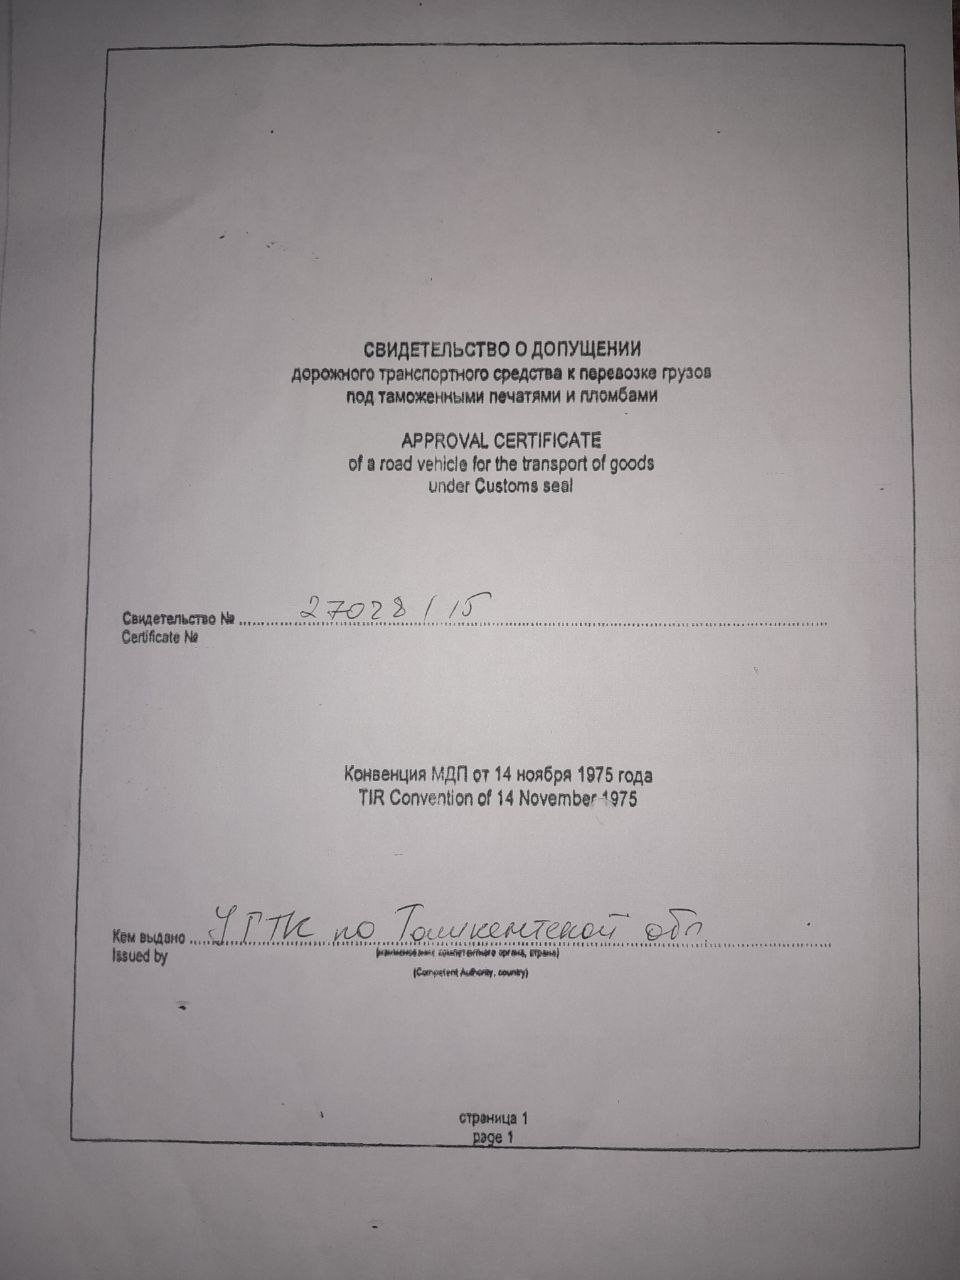 СВИДЕТЕЛЬСТВО О ДОПУЩЕНИИ
дорожного транспортного средства к перевозке грузов
под таможенными печатями и пломбами
APPROVAL CERTIFICATE
of a road vehicle for the transport of goods
under Customs seal
Свидетельство № 27028/15
Certificate №
Конвенция МДП от 14 ноября 1975 года
TIR Convention of 14 November 1975
Кем выдано УГТК по Ташкентской обл
Issued by
(наименование компетентного органа, страна)
(Competent Authority, country)
страница 1
page 1